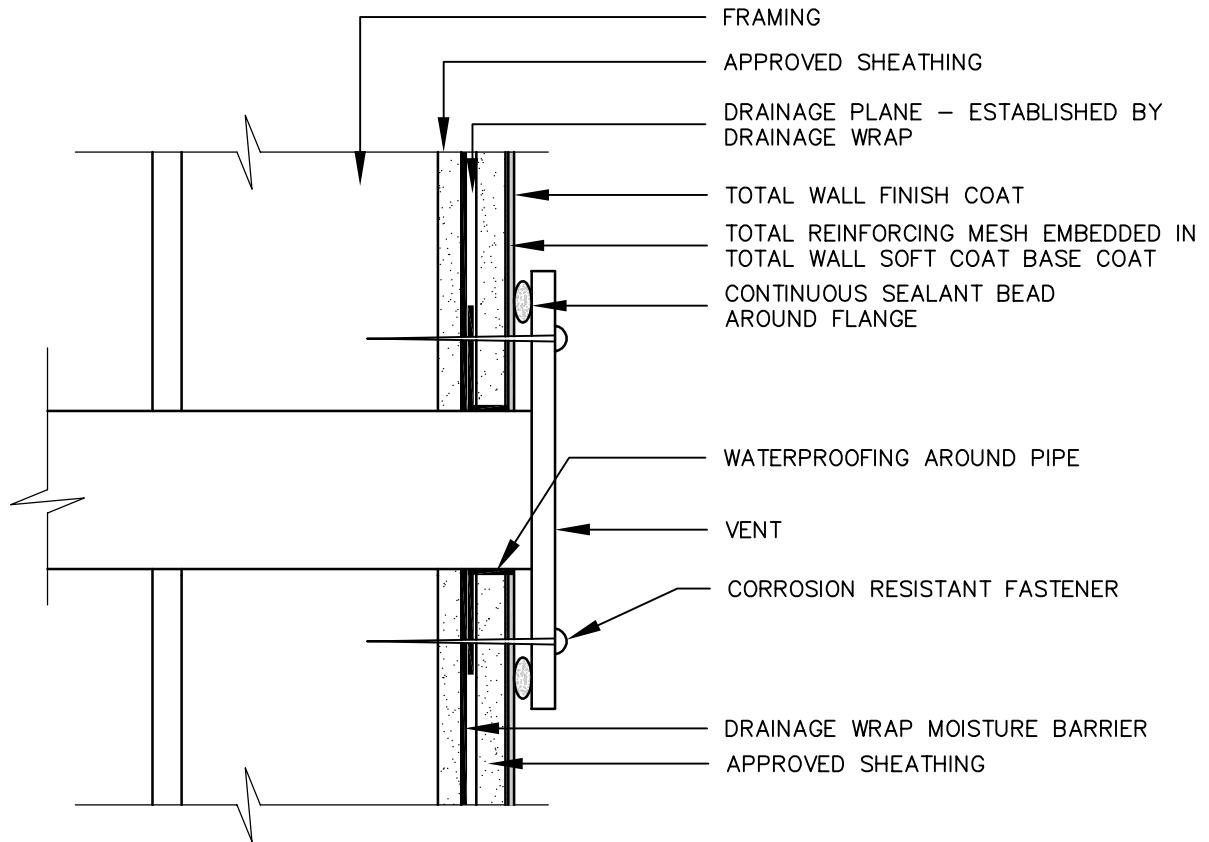 FRAMING
APPROVED SHEATHING
DRAINAGE PLANE – ESTABLISHED BY
DRAINAGE WRAP
TOTAL WALL FINISH COAT
TOTAL REINFORCING MESH EMBEDDED IN
TOTAL WALL SOFT COAT BASE COAT
CONTINUOUS SEALANT BEAD
AROUND FLANGE
WATERPROOFING AROUND PIPE
VENT
CORROSION RESISTANT FASTENER
DRAINAGE WRAP MOISTURE BARRIER
APPROVED SHEATHING